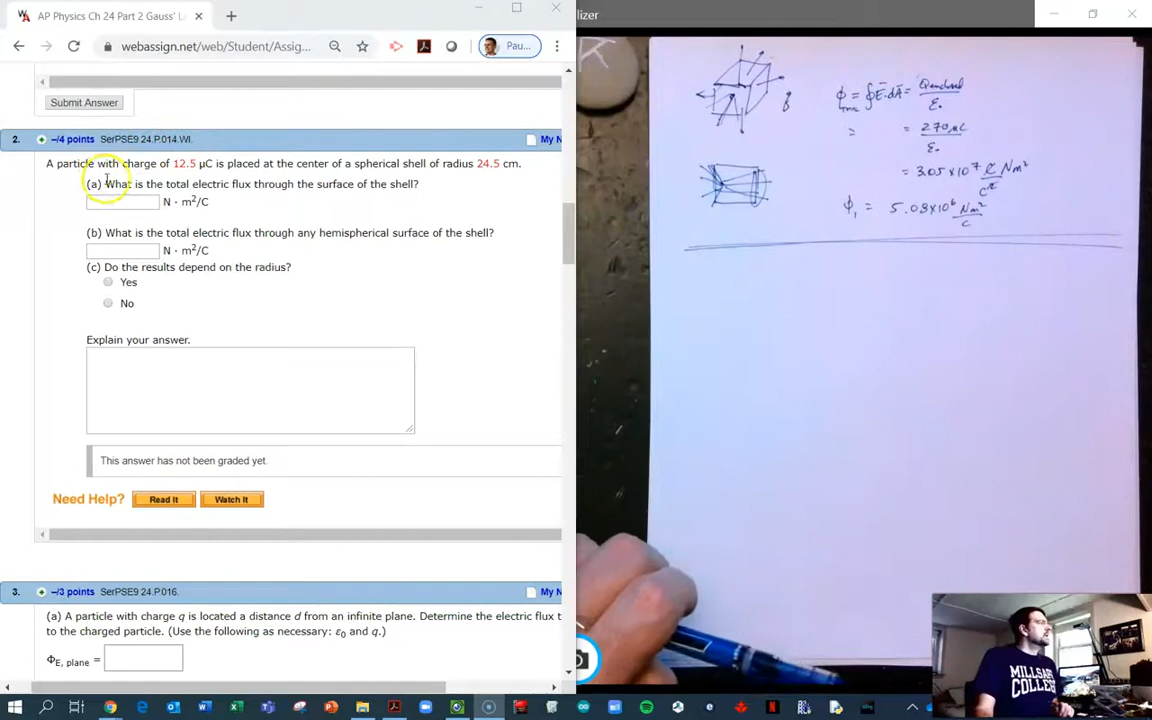 AP Physics Ch 24 Part 2 Gauss' La
lizer
webassign.net/web/Student/Assig...
Pau...
Submit Answer
2. –/4 points SerPSE9 24.P.014.WI. My N
A particle with charge of 12.5 µC is placed at the center of a spherical shell of radius 24.5 cm.
(a) What is the total electric flux through the surface of the shell?
N · m²/C
(b) What is the total electric flux through any hemispherical surface of the shell?
N · m²/C
(c) Do the results depend on the radius?
Yes
No
Explain your answer.
This answer has not been graded yet.
Need Help? Read It Watch It
3. –/3 points SerPSE9 24.P.016. My N
(a) A particle with charge q is located a distance d from an infinite plane. Determine the electric flux t
to the charged particle. (Use the following as necessary: ε0 and q.)
ΦE, plane =
= ∮E·dA = Qenclosed
ε₀
= 270 µC
ε₀
= 3.05 × 10⁷ C Nm²
C²
ϕ₁ = 5.08×10⁶ Nm²
C
MILLSAPS
COLLEGE